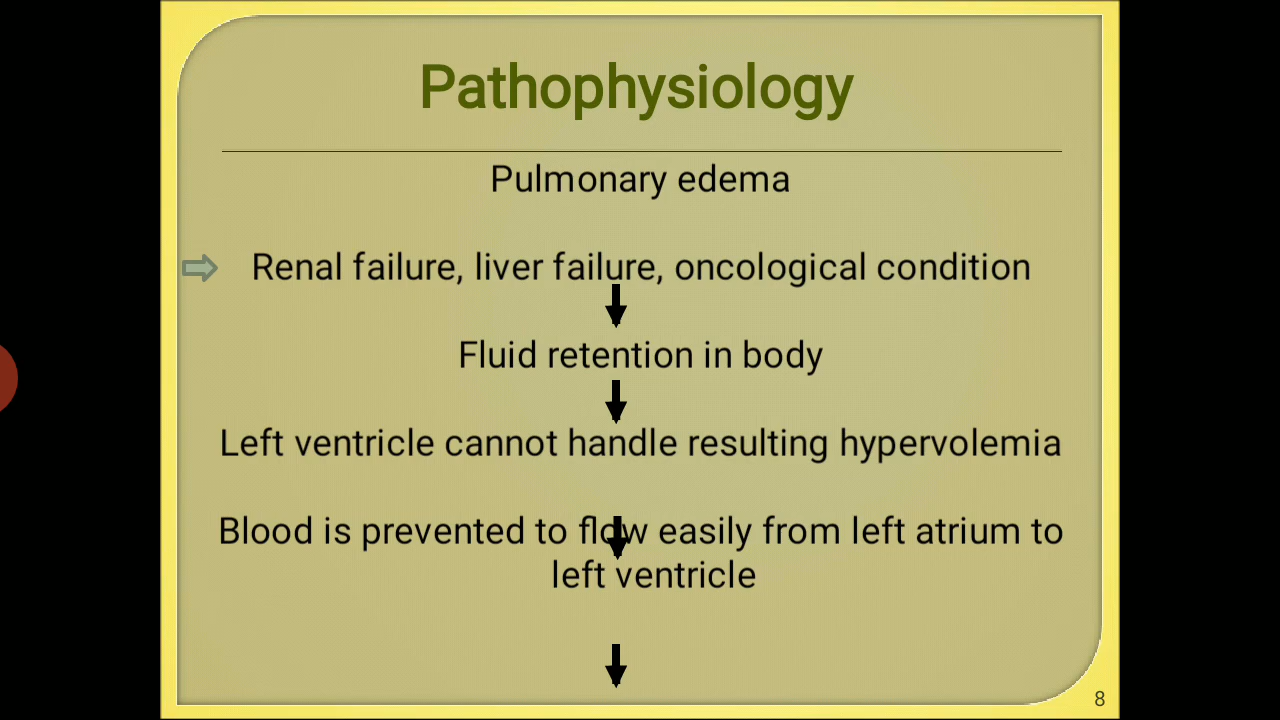 Pathophysiology
Pulmonary edema
Renal failure, liver failure, oncological condition
Fluid retention in body
Left ventricle cannot handle resulting hypervolemia
Blood is prevented to flow easily from left atrium to
left ventricle
8